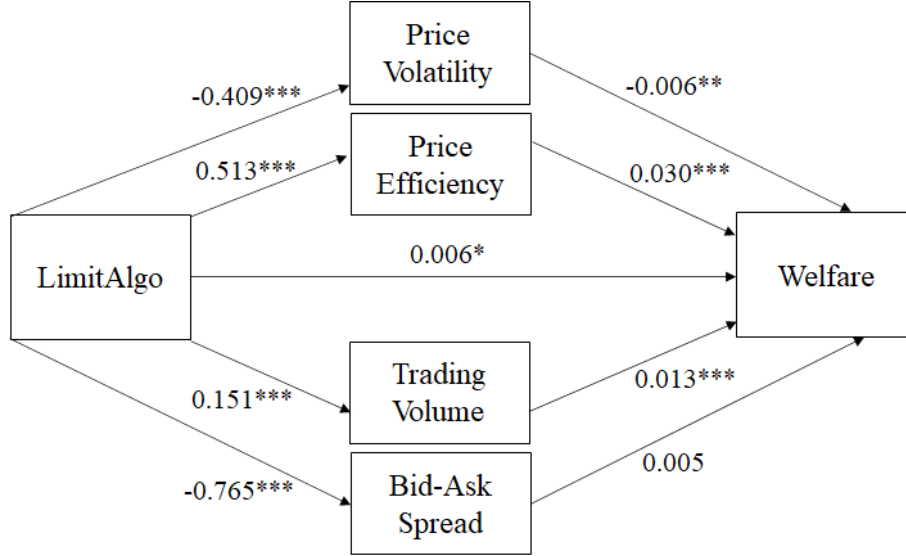 Price
Volatility
-0.409***
-0.006**
Price
Efficiency
0.513***
0.030***
LimitAlgo
0.006*
Welfare
Trading
Volume
0.151***
0.013***
Bid-Ask
Spread
-0.765***
0.005